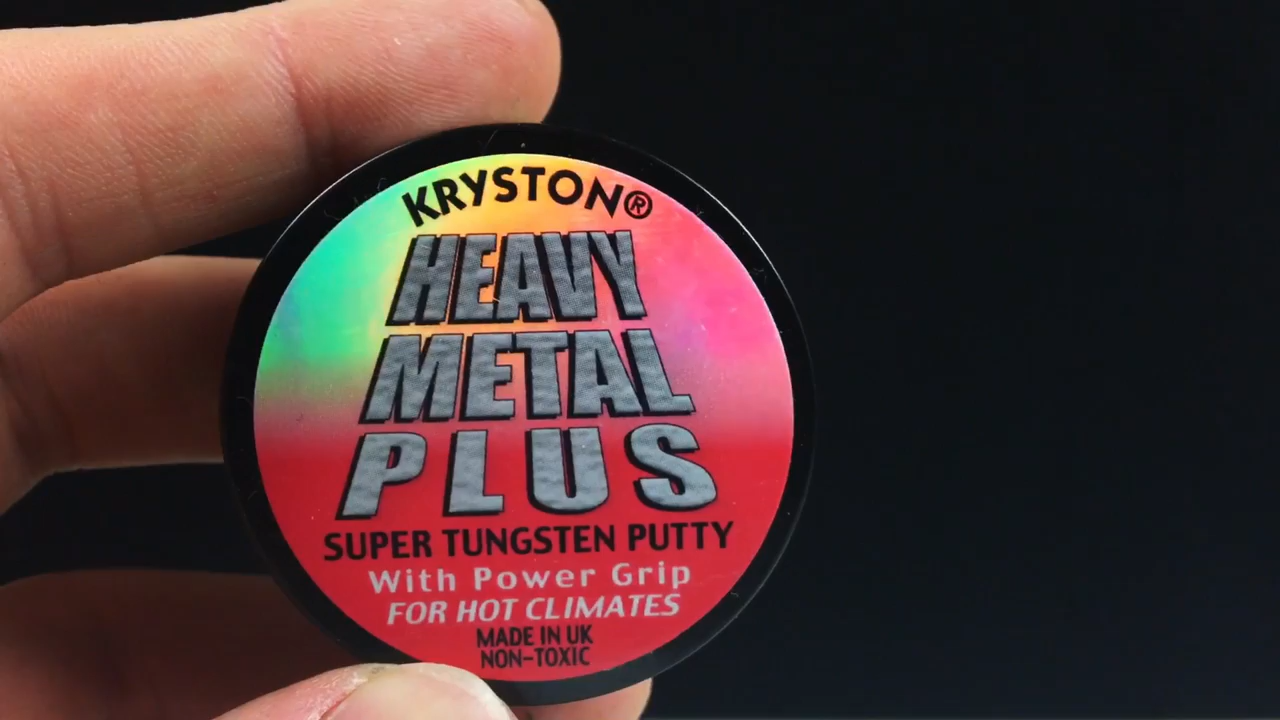 KRYSTON®
HEAVY
METAL
PLUS
SUPER TUNGSTEN PUTTY
With Power Grip
FOR HOT CLIMATES
MADE IN UK
NON-TOXIC